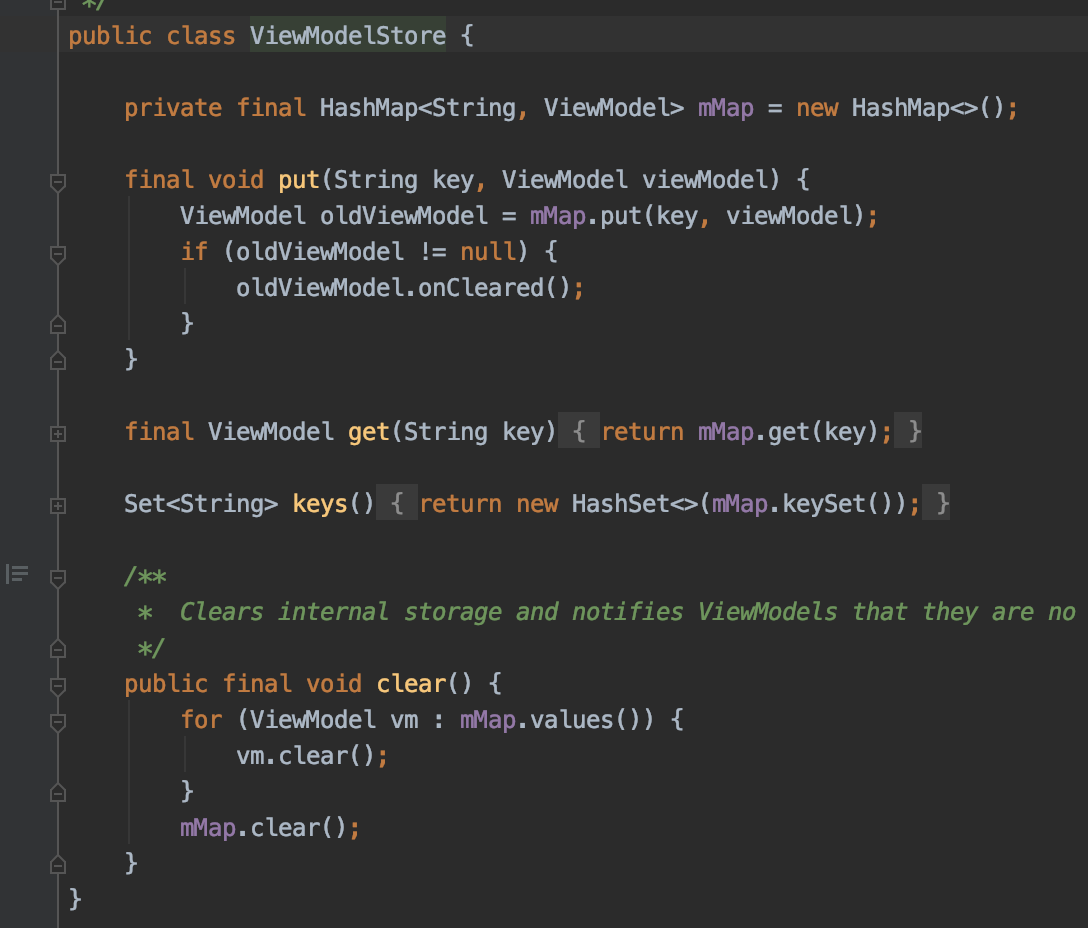 */
public class ViewModelStore {
private final HashMap<String, ViewModel> mMap = new HashMap<>();
final void put(String key, ViewModel viewModel) {
ViewModel oldViewModel = mMap.put(key, viewModel);
if (oldViewModel != null) {
oldViewModel.onCleared();
}
}
final ViewModel get(String key) { return mMap.get(key); }
Set<String> keys() { return new HashSet<>(mMap.keySet()); }
/**
*  Clears internal storage and notifies ViewModels that they are no
*/
public final void clear() {
for (ViewModel vm : mMap.values()) {
vm.clear();
}
mMap.clear();
}
}